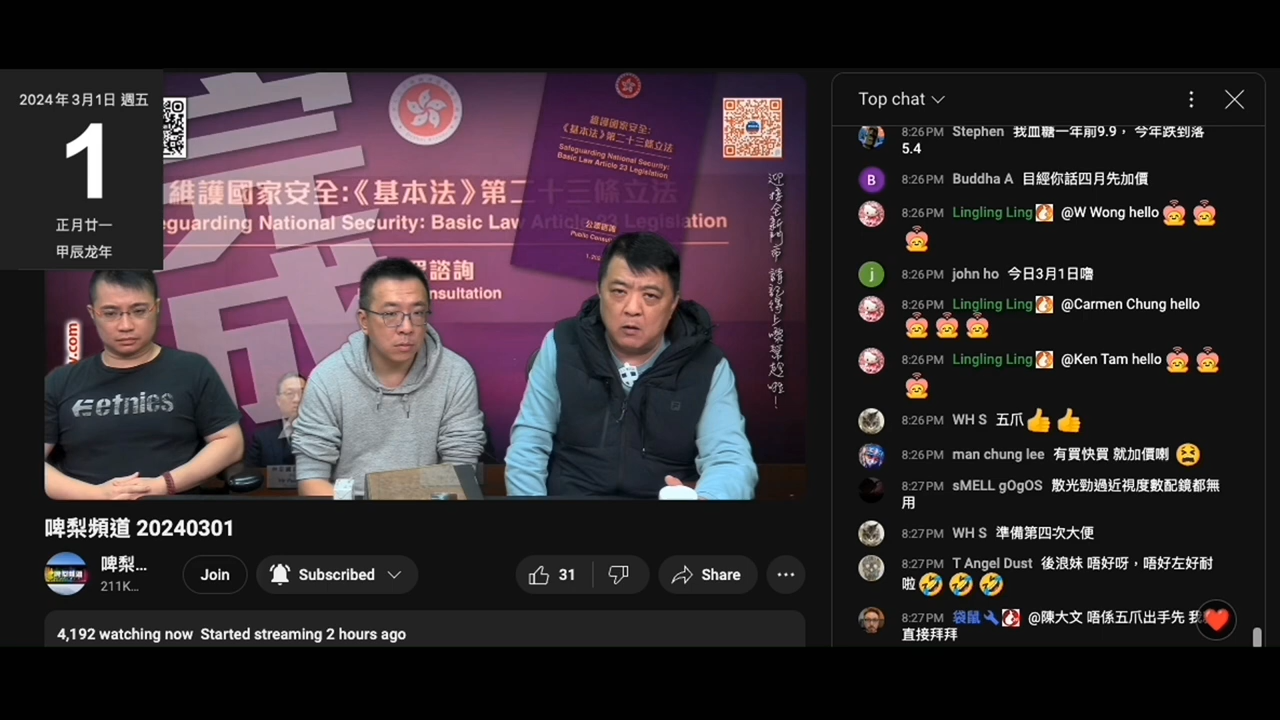 2024年3月1日 週五
1
正月廿一
甲辰龙年
完
成
維護國家安全:《基本法》第二十三條立法
eguarding National Security: Basic Law Article 23 Legislation
諮詢
onsultation
維護國家安全:
《基本法》第二十三條立法
Safeguarding National Security:
Basic Law Article 23 Legislation
公眾諮詢
.com
etnies
啤梨頻道 20240301
啤梨...
211K...
Join
Subscribed
31
Share
4,192 watching now Started streaming 2 hours ago
Top chat
8:26PM Stephen 我血糖一年前9.9， 今年跌到落
5.4
B
8:26PM Buddha A 目經你話四月先加價
8:26PM Lingling Ling @W Wong hello
j
8:26PM john ho 今日3月1日嚕
8:26PM Lingling Ling @Carmen Chung hello
8:26PM Lingling Ling @Ken Tam hello
8:26PM WH S 五爪👍👍
8:26PM man chung lee 有買快買 就加價喇 😫
8:27PM sMELL gOgOS 散光勁過近視度數配鏡都無
用
8:27PM WH S 準備第四次大便
8:27PM T Angel Dust 後浪妹 唔好呀，唔好左好耐
啦🤣🤣🤣
8:27PM 袋鼠 @陳大文 唔係五爪出手先 我
直接拜拜